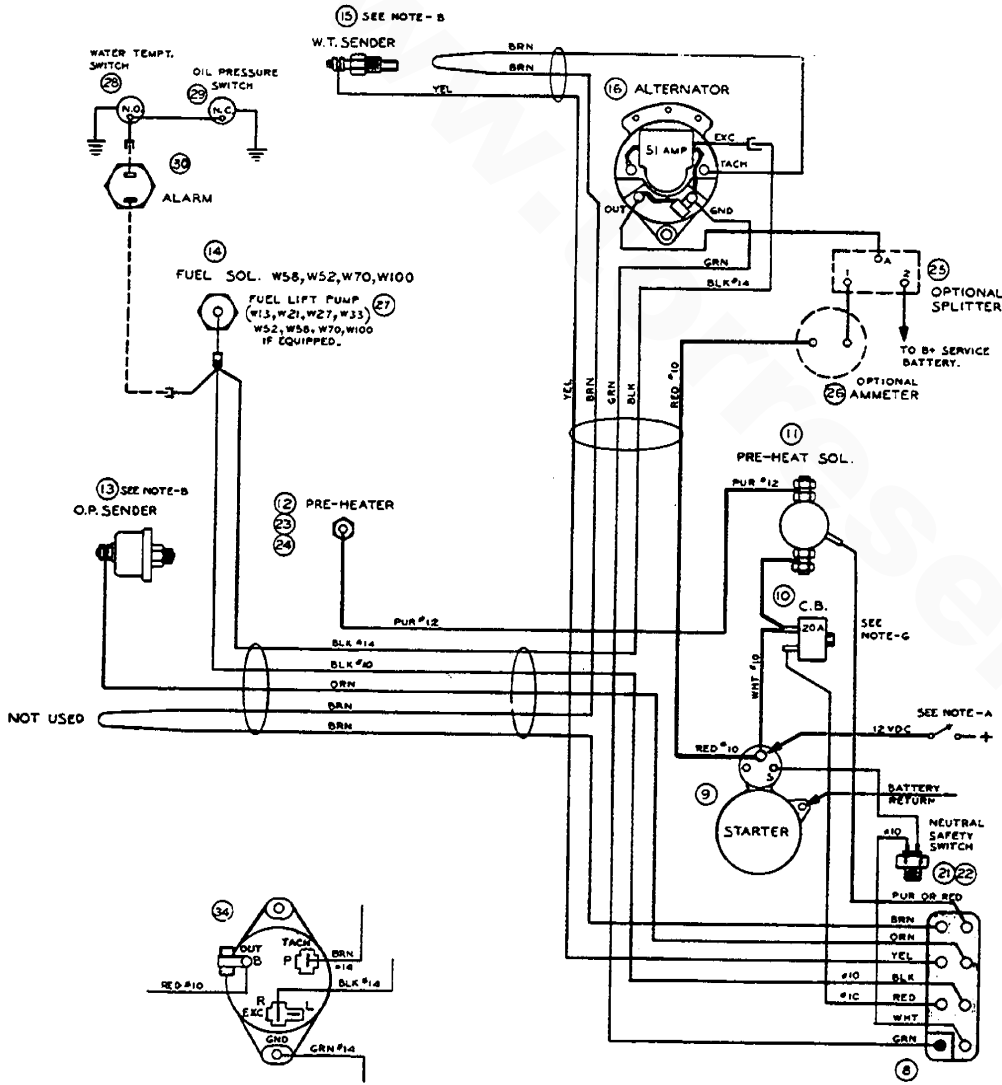 15 SEE NOTE-B
W.T. SENDER
BRN
BRN
YEL
WATER TEMPT.
SWITCH
28
OIL PRESSURE
SWITCH
29
N.O.
N.C.
30
ALARM
16 ALTERNATOR
EXC
51 AMP
TACH
OUT
GND
GRN
BLK #14
14
FUEL SOL. W58, W52, W70, W100
FUEL LIFT PUMP 27
(W13, W21, W27, W33)
W52, W58, W70, W100
IF EQUIPPED.
A
1
2
25
OPTIONAL
SPLITTER
TO B+ SERVICE
BATTERY.
OPTIONAL
26 AMMETER
YEL
BRN
GRN
BLK
RED #10
11
PRE-HEAT SOL.
PUR #12
13 SEE NOTE-B
O.P. SENDER
12 PRE-HEATER
23
24
10
C.B.
20A
SEE
NOTE-G
PUR #12
BLK #14
BLK #10
ORN
BRN
BRN
NOT USED
WHT #10
RED #10
SEE NOTE-A
12 VDC
+
S
9
STARTER
BATTERY
RETURN
NEUTRAL
SAFETY
SWITCH
#10
21 22
PUR OR RED
BRN
ORN
YEL
#10 BLK
#10 RED
WHT
GRN
8
34
OUT
B
TACH
P
BRN
#14
RED #10
R
BLK #14
EXC
L
GND
GRN #14